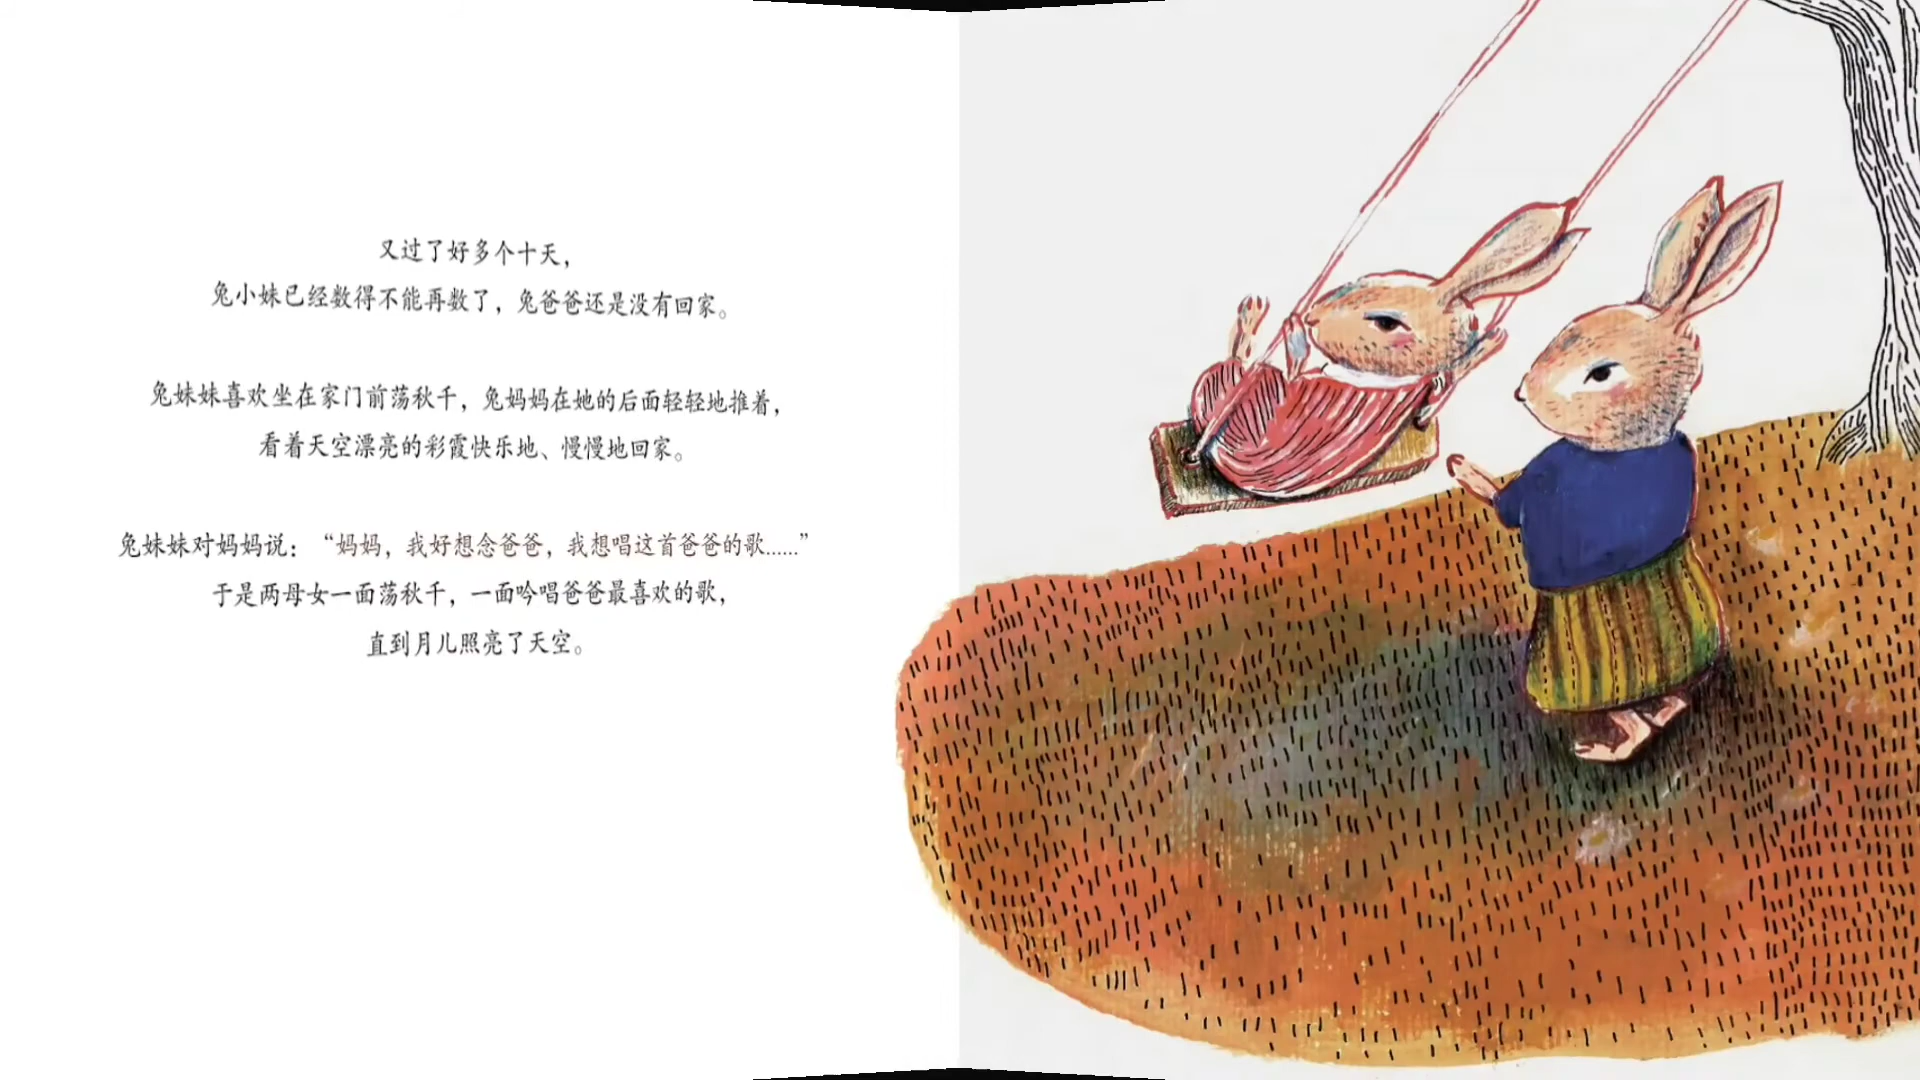 又过了好多个十天，
兔小妹已经数得不能再数了，兔爸爸还是没有回家。
兔妹妹喜欢坐在家门前荡秋千，兔妈妈在她的后面轻轻地推着，
看着天空漂亮的彩霞快乐地、慢慢地回家。
兔妹妹对妈妈说：“妈妈，我好想念爸爸，我想唱这首爸爸的歌……”
于是两母女一面荡秋千，一面吟唱爸爸最喜欢的歌，
直到月儿照亮了天空。